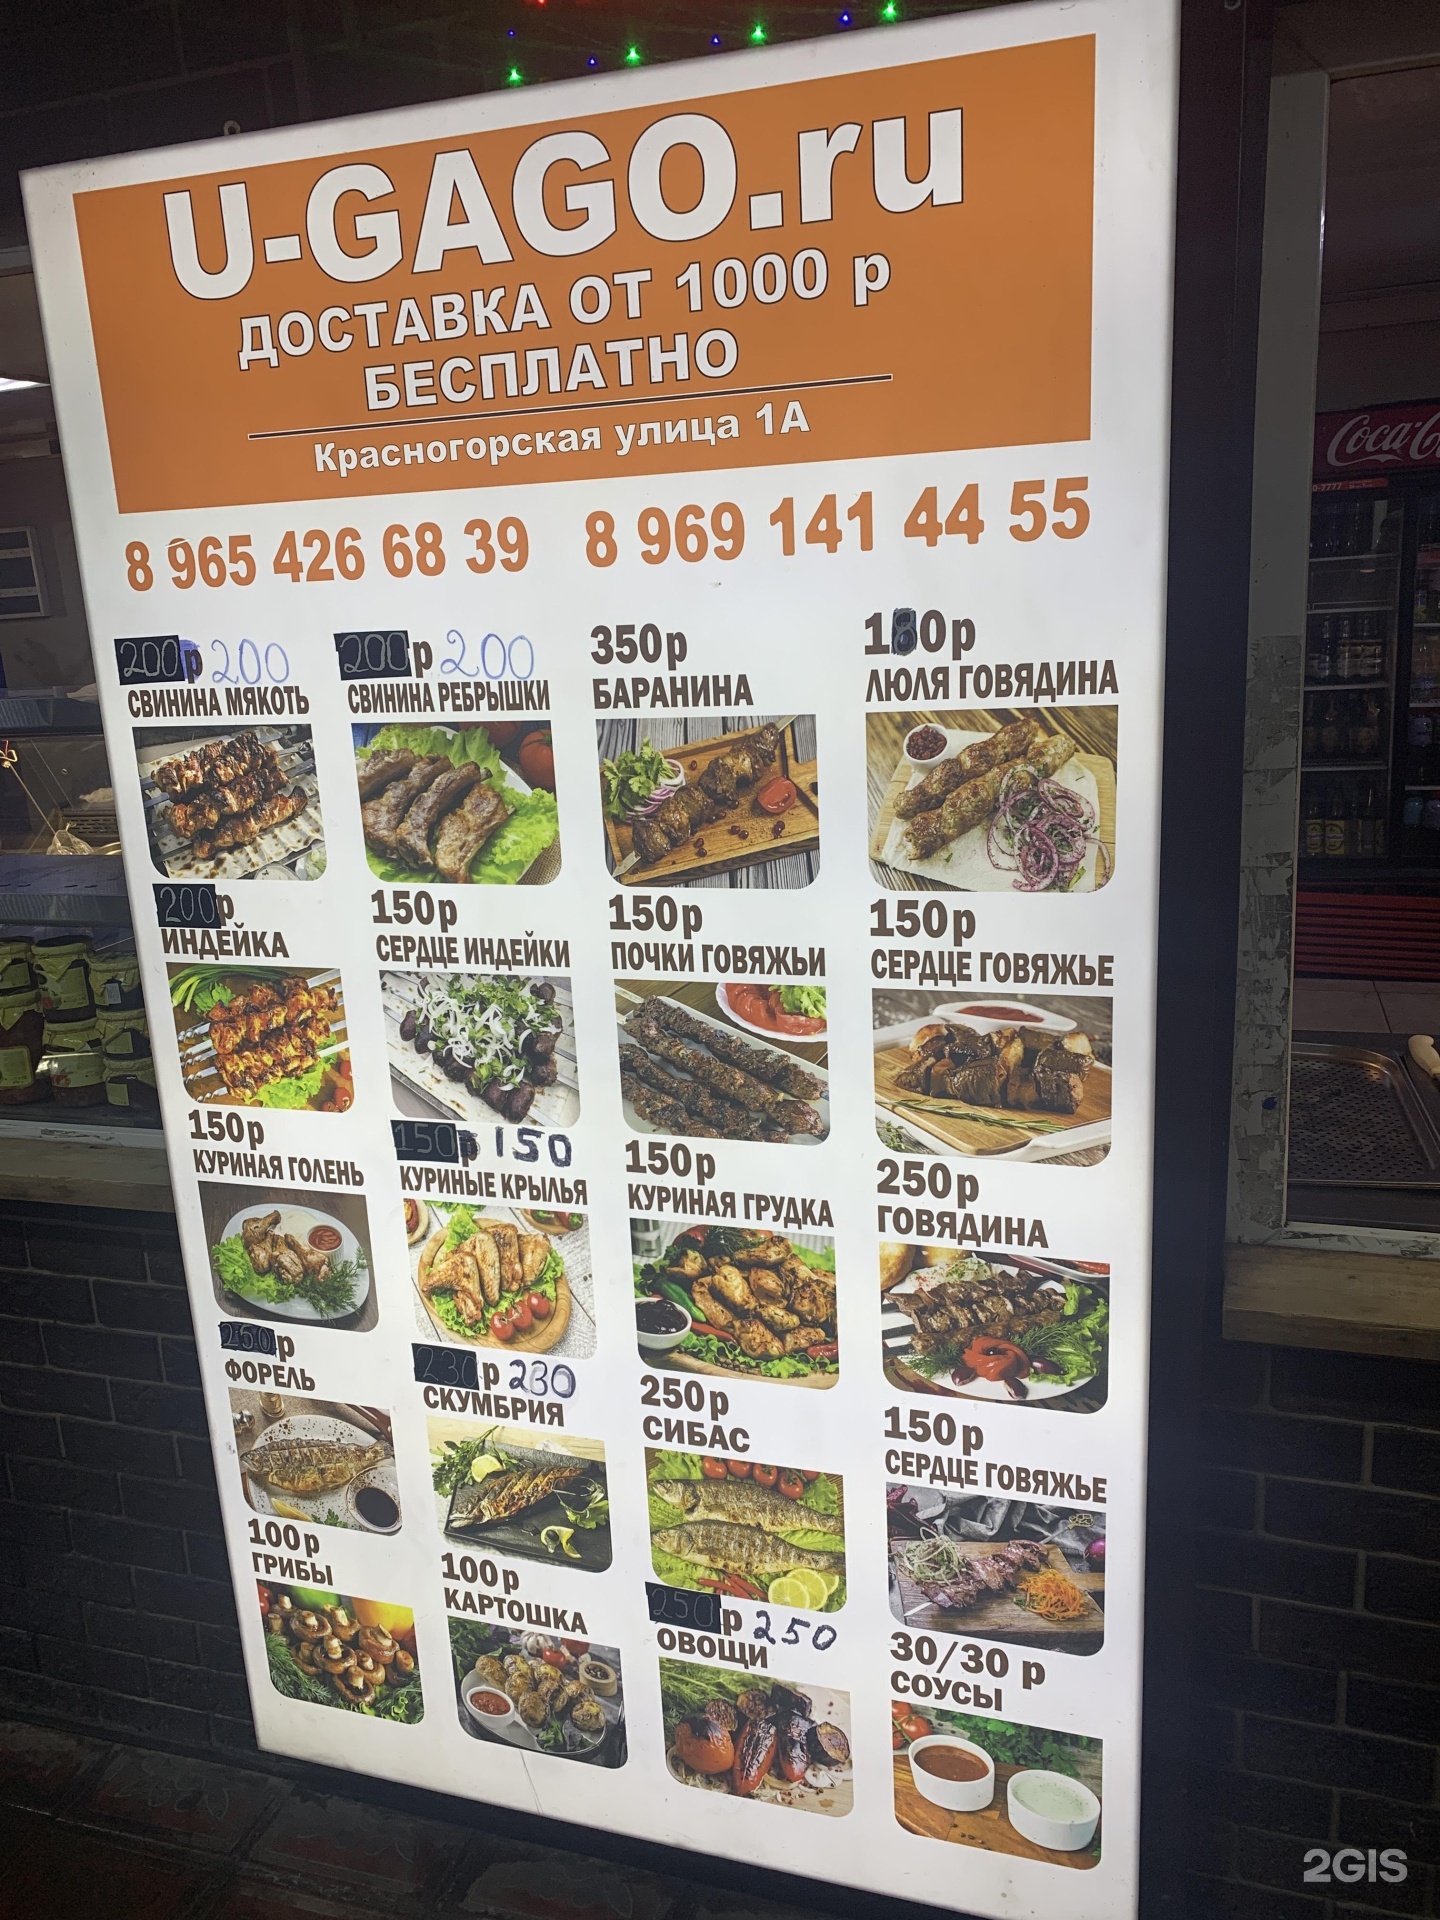 U-GAGO.ru
ДОСТАВКА ОТ 1000 р
БЕСПЛАТНО
Красногорская улица 1А
8 965 426 68 39 8 969 141 44 55
200р 200
СВИНИНА МЯКОТЬ
200р 200
СВИНИНА РЕБРЫШКИ
350р
БАРАНИНА
180р
ЛЮЛЯ ГОВЯДИНА
200р
ИНДЕЙКА
150р
СЕРДЦЕ ИНДЕЙКИ
150р
ПОЧКИ ГОВЯЖЬИ
150р
СЕРДЦЕ ГОВЯЖЬЕ
150р
КУРИНАЯ ГОЛЕНЬ
150р 150
КУРИНЫЕ КРЫЛЬЯ
150р
КУРИНАЯ ГРУДКА
250р
ГОВЯДИНА
250р
ФОРЕЛЬ
230р 230
СКУМБРИЯ
250р
СИБАС
150р
СЕРДЦЕ ГОВЯЖЬЕ
100р
ГРИБЫ
100р
КАРТОШКА
250р 250
ОВОЩИ
30/30 р
СОУСЫ
2GIS